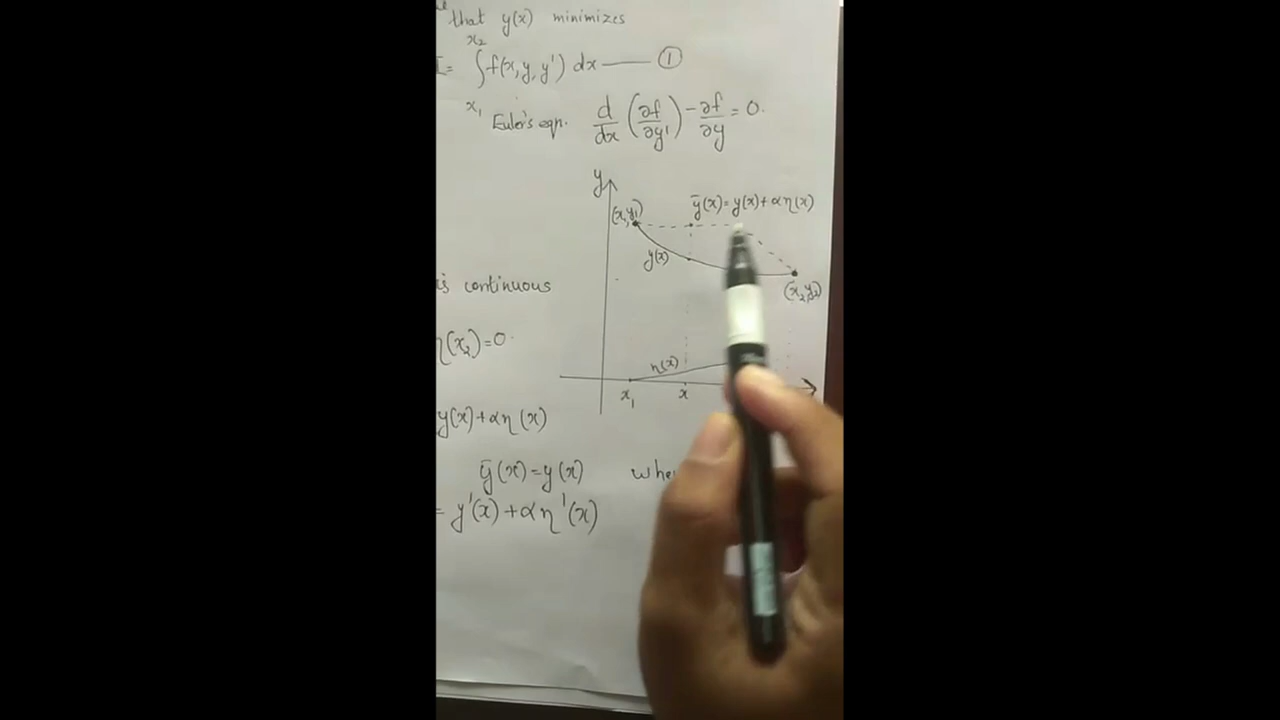 that y(x) minimizes
x₂
I = ∫ f(x, y, y') dx —— ①
x₁
Euler's eqn. d/dx (∂f/∂y') - ∂f/∂y = 0.
y
ȳ(x) = y(x) + αη(x)
(x, y₁)
y(x)
(x₂, y₂)
is continuous
η(x₂) = 0.
η(x)
x₁ x
y(x) + αη(x)
ȳ(x) = y(x)
= y'(x) + αη'(x)